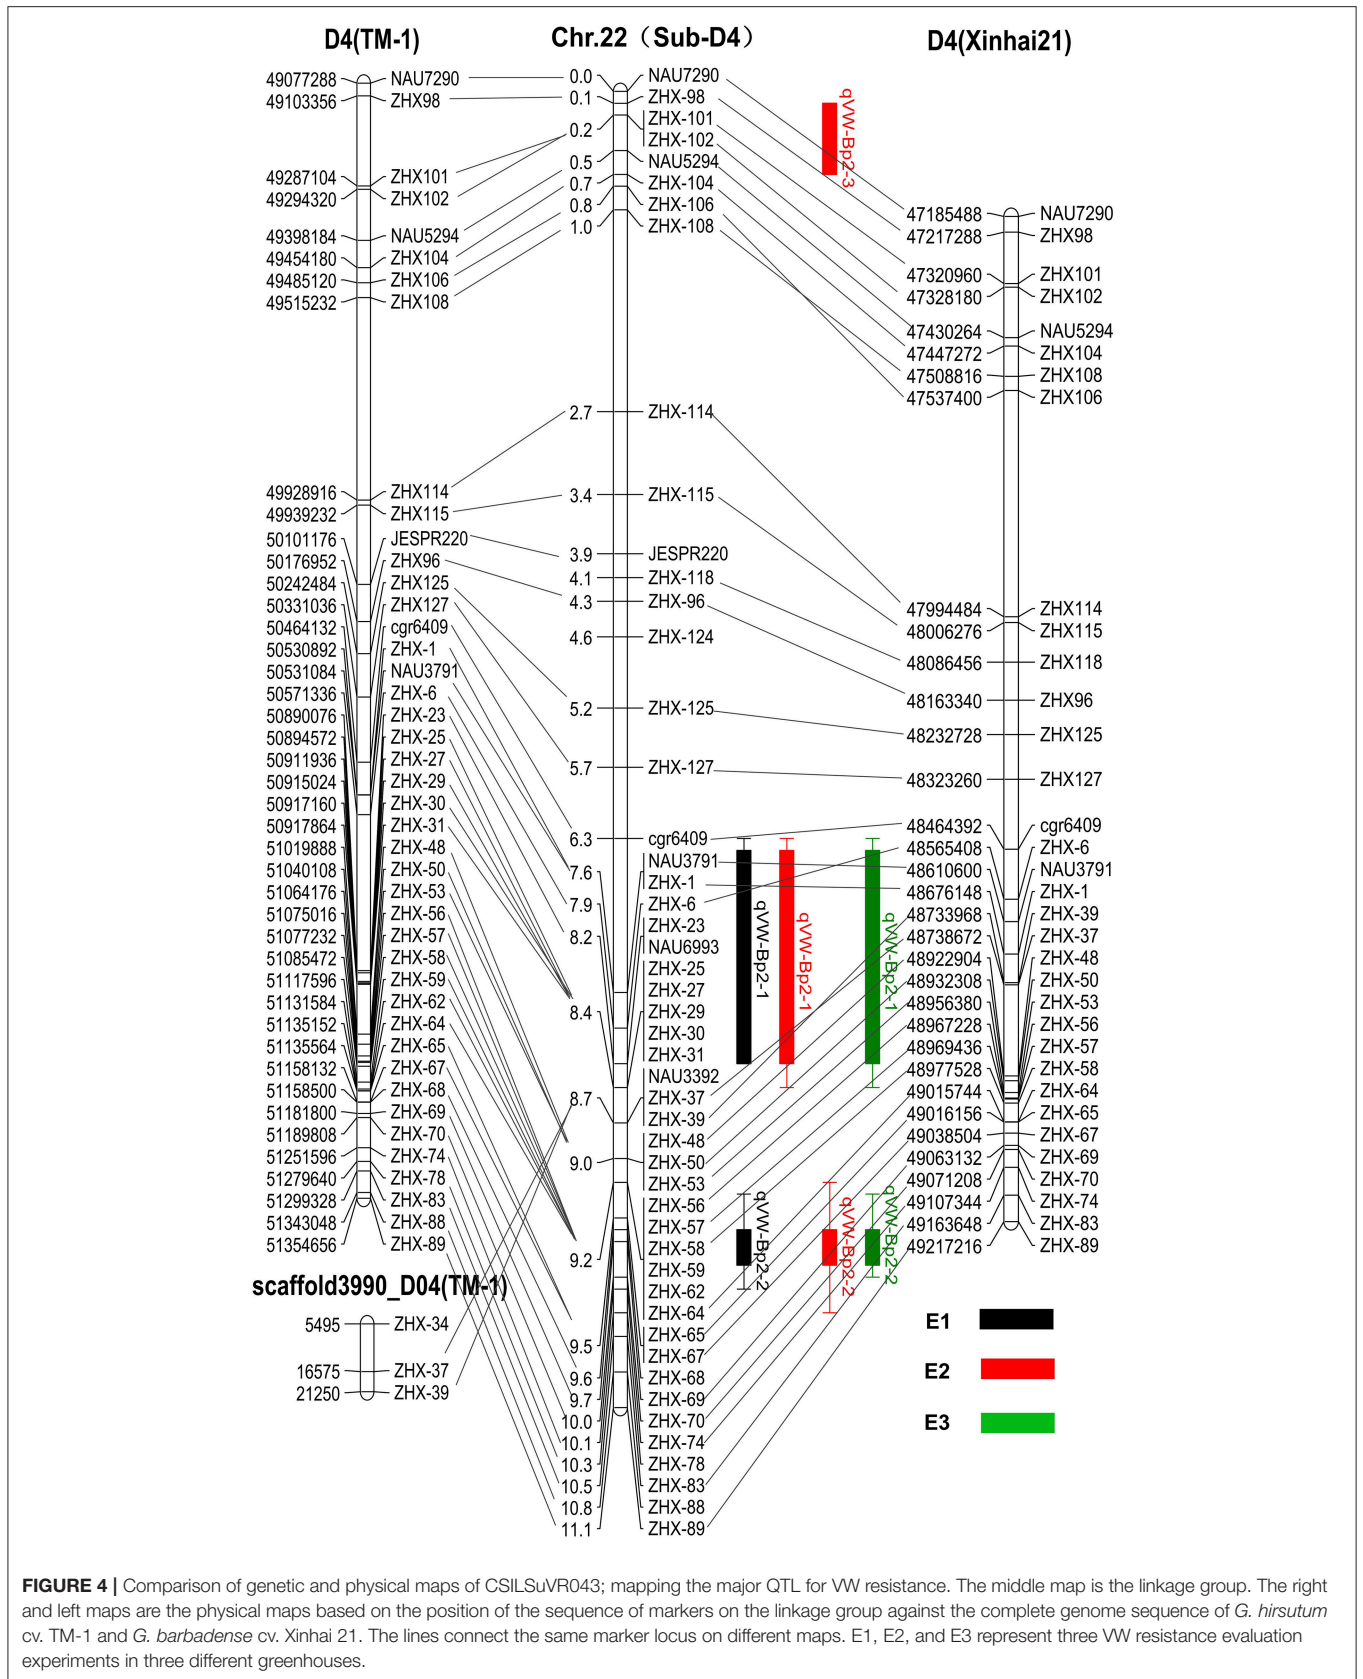 D4(TM-1)
49077288 NAU7290
49103356 ZHX98
49287104 ZHX101
49294320 ZHX102
49398184 NAU5294
49454180 ZHX104
49485120 ZHX106
49515232 ZHX108
49928916 ZHX114
49939232 ZHX115
50101176 JESPR220
50176952 ZHX96
50242484 ZHX125
50331036 ZHX127
50464132 cgr6409
50530892 ZHX-1
50531084 NAU3791
50571336 ZHX-6
50890076 ZHX-23
50894572 ZHX-25
50911936 ZHX-27
50915024 ZHX-29
50917160 ZHX-30
50917864 ZHX-31
51019888 ZHX-48
51040108 ZHX-50
51064176 ZHX-53
51075016 ZHX-56
51077232 ZHX-57
51085472 ZHX-58
51117596 ZHX-59
51131584 ZHX-62
51135152 ZHX-64
51135564 ZHX-65
51158132 ZHX-67
51158500 ZHX-68
51181800 ZHX-69
51189808 ZHX-70
51251596 ZHX-74
51279640 ZHX-78
51299328 ZHX-83
51343048 ZHX-88
51354656 ZHX-89
scaffold3990_D04(TM-1)
5495 ZHX-34
16575 ZHX-37
21250 ZHX-39
Chr.22（Sub-D4）
0.0 NAU7290
0.1 ZHX-98
0.2 ZHX-101
ZHX-102
0.5 NAU5294
0.7 ZHX-104
0.8 ZHX-106
1.0 ZHX-108
2.7 ZHX-114
3.4 ZHX-115
3.9 JESPR220
4.1 ZHX-118
4.3 ZHX-96
4.6 ZHX-124
5.2 ZHX-125
5.7 ZHX-127
6.3 cgr6409
NAU3791
7.6 ZHX-1
7.9 ZHX-6
ZHX-23
8.2 NAU6993
ZHX-25
ZHX-27
8.4 ZHX-29
ZHX-30
ZHX-31
NAU3392
8.7 ZHX-37
ZHX-39
ZHX-48
9.0 ZHX-50
ZHX-53
ZHX-56
ZHX-57
ZHX-58
9.2 ZHX-59
ZHX-62
ZHX-64
9.5 ZHX-65
ZHX-67
9.6 ZHX-68
9.7 ZHX-69
10.0 ZHX-70
10.1 ZHX-74
10.3 ZHX-78
10.5 ZHX-83
10.8 ZHX-88
11.1 ZHX-89
qVW-Bp2-3
qVW-Bp2-1
qVW-Bp2-1
qVW-Bp2-1
qVW-Bp2-2
qVW-Bp2-2
qVW-Bp2-2
D4(Xinhai21)
47185488 NAU7290
47217288 ZHX98
47320960 ZHX101
47328180 ZHX102
47430264 NAU5294
47447272 ZHX104
47508816 ZHX108
47537400 ZHX106
47994484 ZHX114
48006276 ZHX115
48086456 ZHX118
48163340 ZHX96
48232728 ZHX125
48323260 ZHX127
48464392 cgr6409
48565408 ZHX-6
48610600 NAU3791
48676148 ZHX-1
48733968 ZHX-39
48738672 ZHX-37
48922904 ZHX-48
48932308 ZHX-50
48956380 ZHX-53
48967228 ZHX-56
48969436 ZHX-57
48977528 ZHX-58
49015744 ZHX-64
49016156 ZHX-65
49038504 ZHX-67
49063132 ZHX-69
49071208 ZHX-70
49107344 ZHX-74
49163648 ZHX-83
49217216 ZHX-89
E1
E2
E3
FIGURE 4 | Comparison of genetic and physical maps of CSILSuVR043; mapping the major QTL for VW resistance. The middle map is the linkage group. The right
and left maps are the physical maps based on the position of the sequence of markers on the linkage group against the complete genome sequence of G. hirsutum
cv. TM-1 and G. barbadense cv. Xinhai 21. The lines connect the same marker locus on different maps. E1, E2, and E3 represent three VW resistance evaluation
experiments in three different greenhouses.